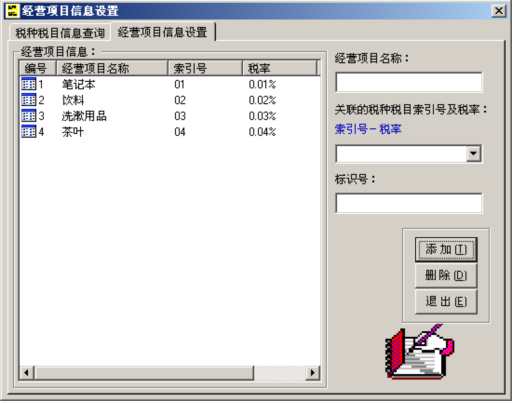 经营项目信息设置
税种税目信息查询 经营项目信息设置
经营项目信息：
编号 经营项目名称 索引号 税率
1 笔记本 01 0.01%
2 饮料 02 0.02%
3 洗漱用品 03 0.03%
4 茶叶 04 0.04%
经营项目名称：
关联的税种税目索引号及税率：
索引号－税率
标识号：
添 加 (T)
删 除 (D)
退 出 (E)